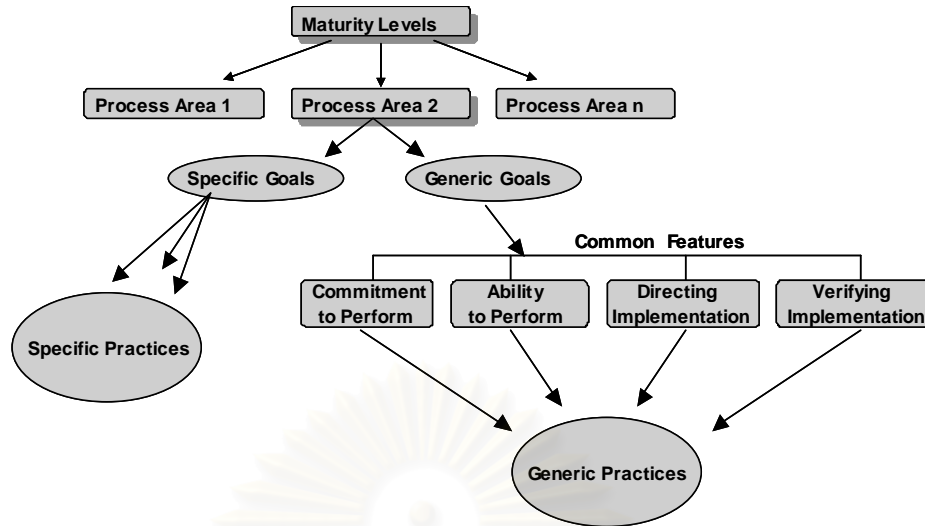 Maturity Levels
Process Area 1
Process Area 2
Process Area n
Specific Goals
Generic Goals
Common Features
Commitment
to Perform
Ability
to Perform
Directing
Implementation
Verifying
Implementation
Specific Practices
Generic Practices